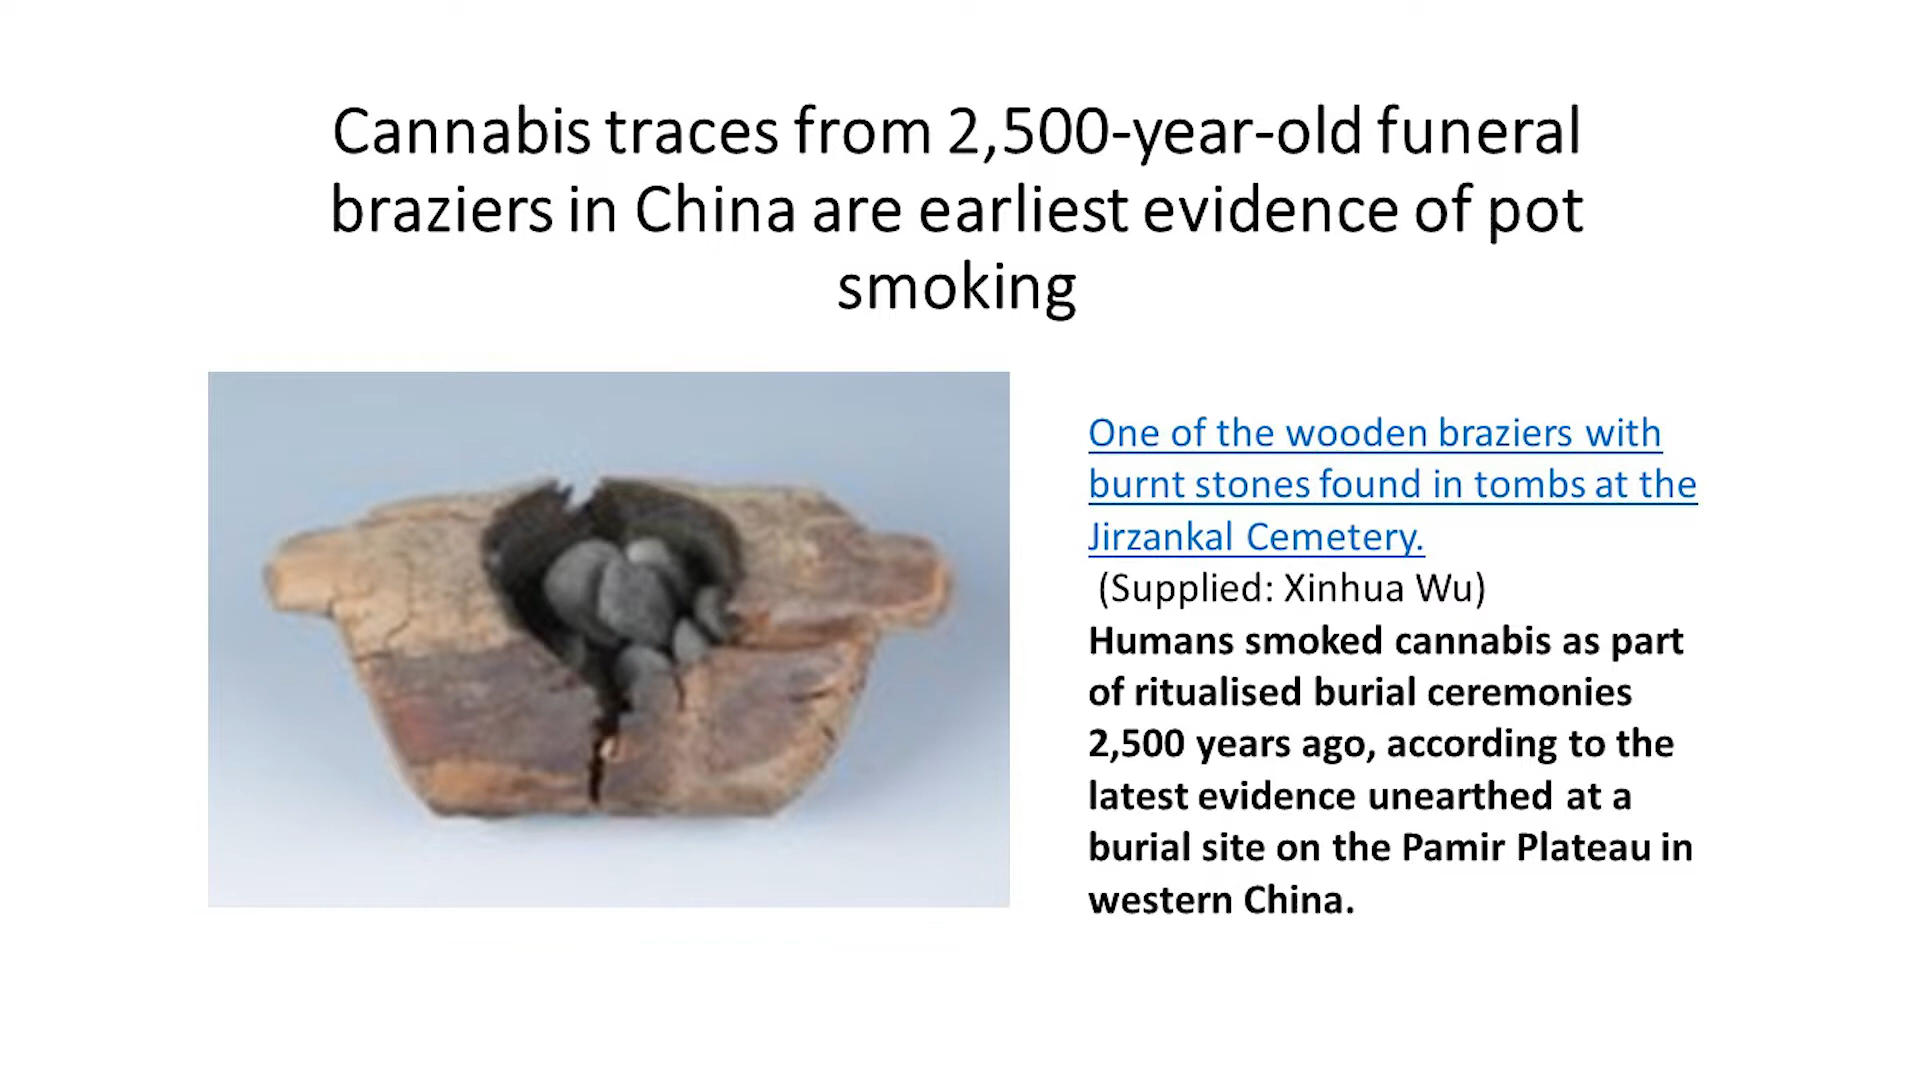 Cannabis traces from 2,500-year-old funeral
braziers in China are earliest evidence of pot
smoking
One of the wooden braziers with
burnt stones found in tombs at the
Jirzankal Cemetery.
(Supplied: Xinhua Wu)
Humans smoked cannabis as part
of ritualised burial ceremonies
2,500 years ago, according to the
latest evidence unearthed at a
burial site on the Pamir Plateau in
western China.